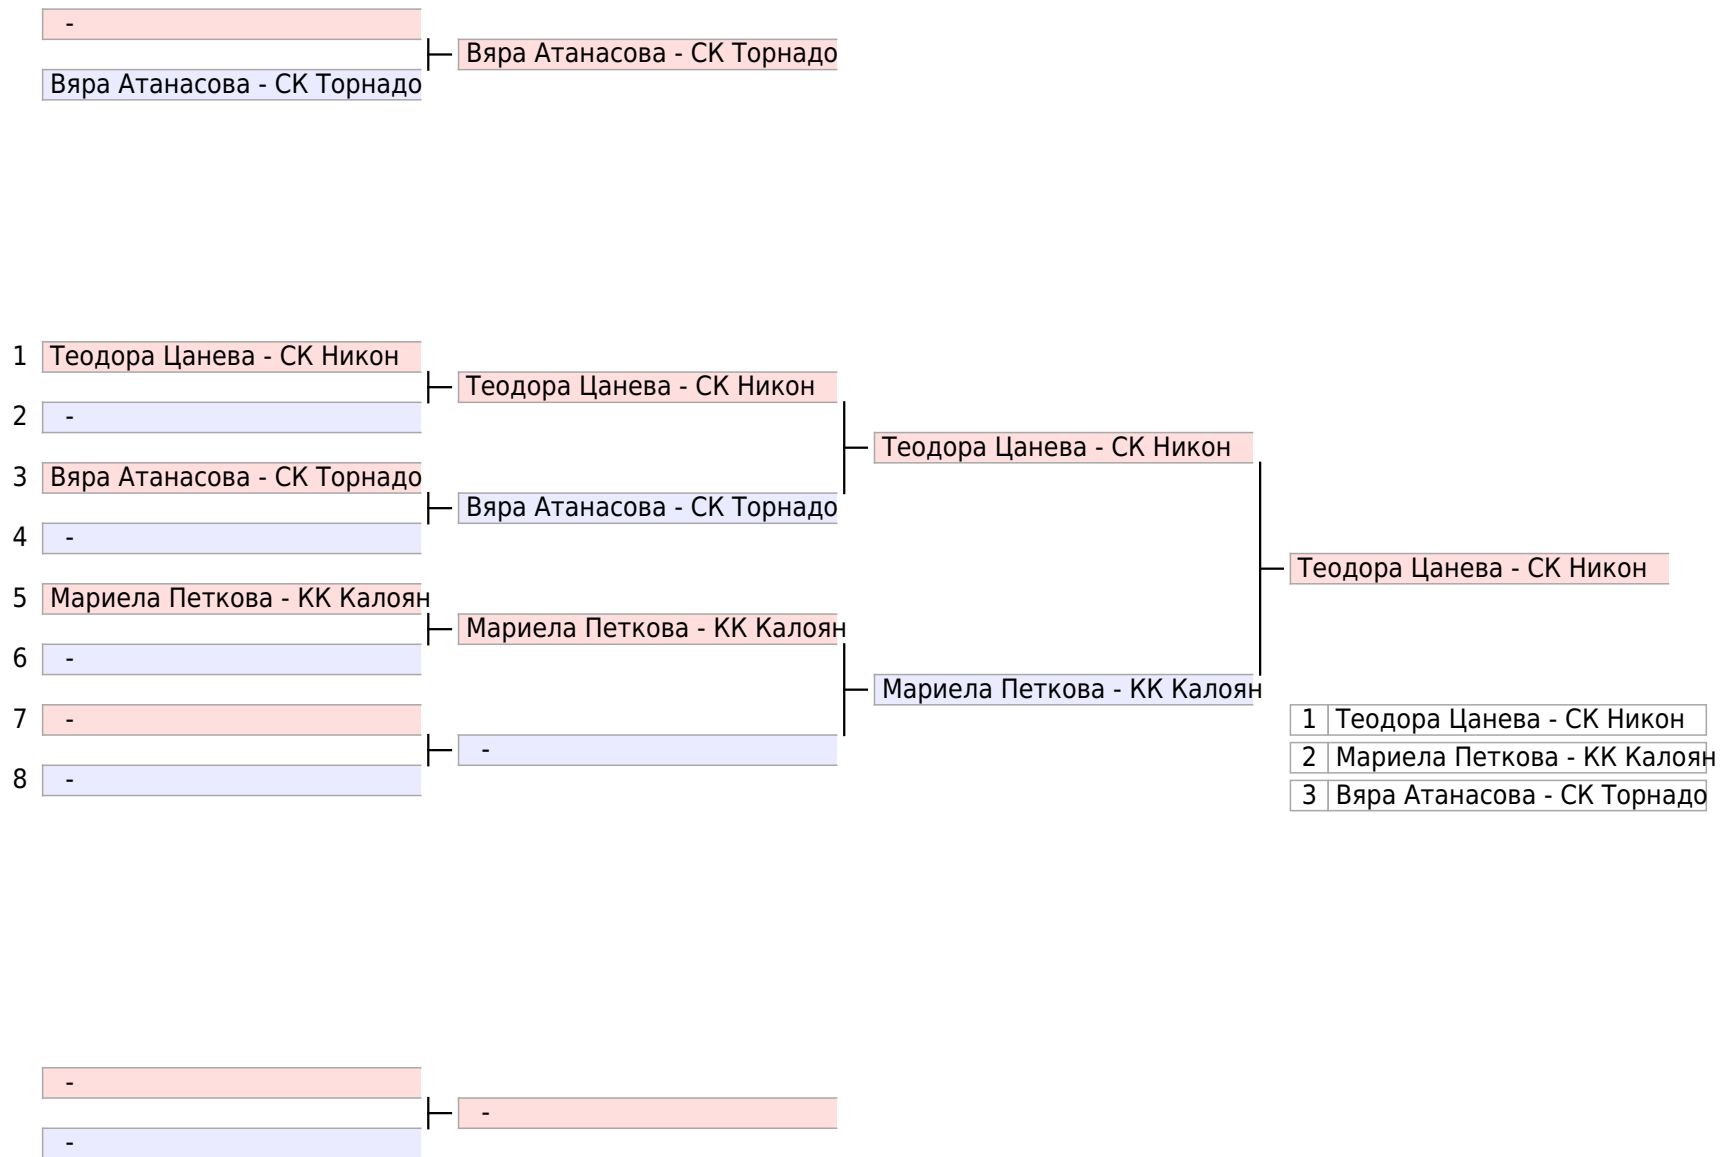 -
Вяра Атанасова - СК Торнадо
Вяра Атанасова - СК Торнадо
1 Теодора Цанева - СК Никон
Теодора Цанева - СК Никон
2 -
Теодора Цанева - СК Никон
3 Вяра Атанасова - СК Торнадо
Вяра Атанасова - СК Торнадо
4 -
Теодора Цанева - СК Никон
5 Мариела Петкова - КК Калоян
Мариела Петкова - КК Калоян
6 -
Мариела Петкова - КК Калоян
7 -
-
8 -
1 Теодора Цанева - СК Никон
2 Мариела Петкова - КК Калоян
3 Вяра Атанасова - СК Торнадо
-
-
-